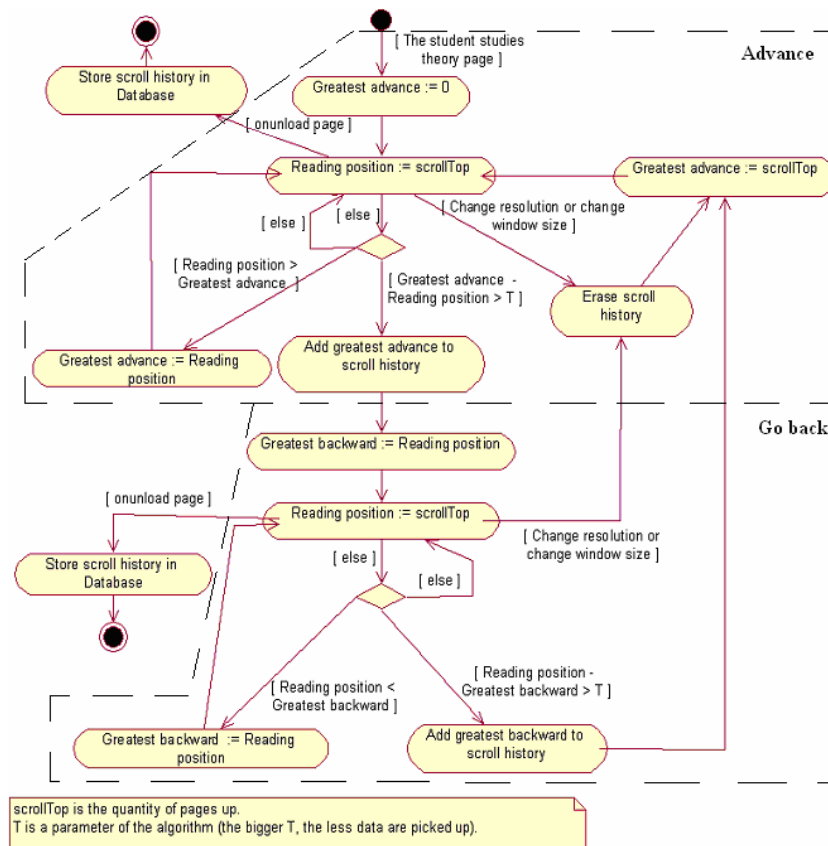 [ The student studies
theory page ]
Advance
Store scroll history in
Database
Greatest advance := 0
[ onunload page ]
Reading position := scrollTop
Greatest advance := scrollTop
[ else ]
[ else ]
[ Change resolution or change
window size ]
[ Reading position >
Greatest advance ]
[ Greatest advance -
Reading position > T ]
Erase scroll
history
Greatest advance := Reading
position
Add greatest advance to
scroll history
Go back
Greatest backward := Reading position
[ onunload page ]
Reading position := scrollTop
[ Change resolution or
change window size ]
Store scroll history in
Database
[ else ]
[ else ]
[ Reading position <
Greatest backward ]
[ Reading position -
Greatest backward > T ]
Greatest backward := Reading
position
Add greatest backward to
scroll history
scrollTop is the quantity of pages up.
T is a parameter of the algorithm (the bigger T, the less data are picked up).